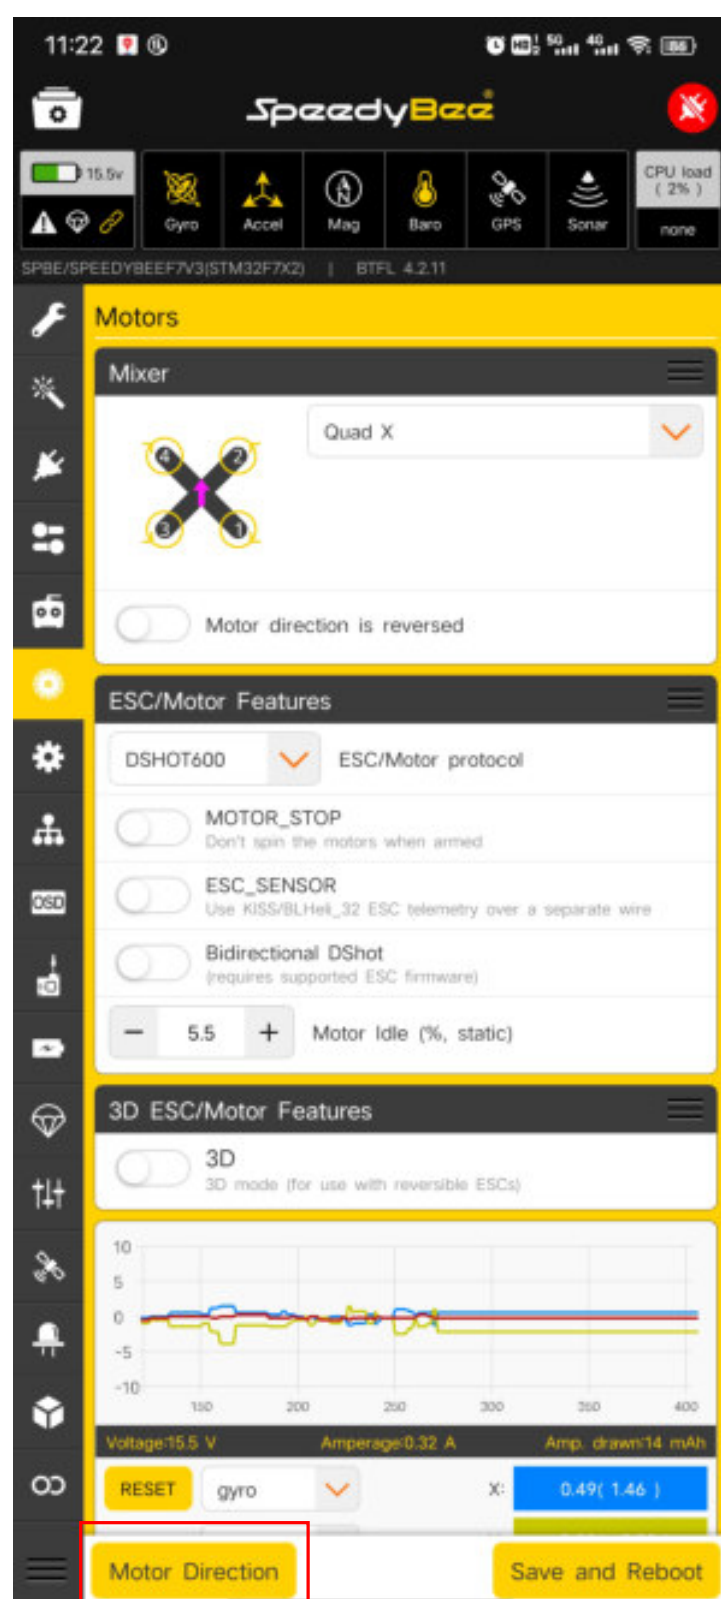 11:22
5G 4G 86
SpeedyBee
15.5v
Gyro Accel Mag Baro GPS Sonar
CPU load
( 2% )
none
SPBE/SPEEDYBEEF7V3(STM32F7X2) | BTFL 4.2.11
Motors
Mixer
4 2
3 1
Quad X
Motor direction is reversed
ESC/Motor Features
DSHOT600 ESC/Motor protocol
MOTOR_STOP
Don't spin the motors when armed
ESC_SENSOR
Use KISS/BLHeli_32 ESC telemetry over a separate wire
OSD
Bidirectional DShot
(requires supported ESC firmware)
− 5.5 + Motor Idle (%, static)
3D ESC/Motor Features
3D
3D mode (for use with reversible ESCs)
10
5
0
-5
-10
150 200 250 300 350 400
Voltage:15.5 V Amperage:0.32 A Amp. drawn:14 mAh
RESET gyro X: 0.49( 1.46 )
Motor Direction Save and Reboot